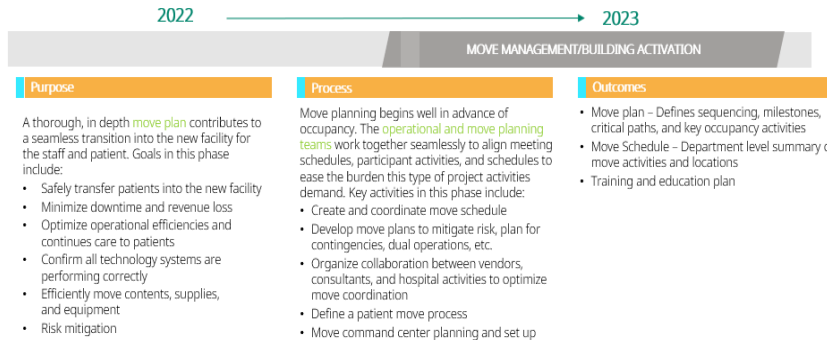 2022
2023
MOVE MANAGEMENT/BUILDING ACTIVATION
Purpose
A thorough, in depth move plan contributes to
a seamless transition into the new facility for
the staff and patient. Goals in this phase
include:
• Safely transfer patients into the new facility
• Minimize downtime and revenue loss
• Optimize operational efficiencies and
continues care to patients
• Confirm all technology systems are
performing correctly
• Efficiently move contents, supplies,
and equipment
• Risk mitigation
Process
Move planning begins well in advance of
occupancy. The operational and move planning
teams work together seamlessly to align meeting
schedules, participant activities, and schedules to
ease the burden this type of project activities
demand. Key activities in this phase include:
• Create and coordinate move schedule
• Develop move plans to mitigate risk, plan for
contingencies, dual operations, etc.
• Organize collaboration between vendors,
consultants, and hospital activities to optimize
move coordination
• Define a patient move process
• Move command center planning and set up
Outcomes
• Move plan – Defines sequencing, milestones,
critical paths, and key occupancy activities
• Move Schedule – Department level summary
move activities and locations
• Training and education plan